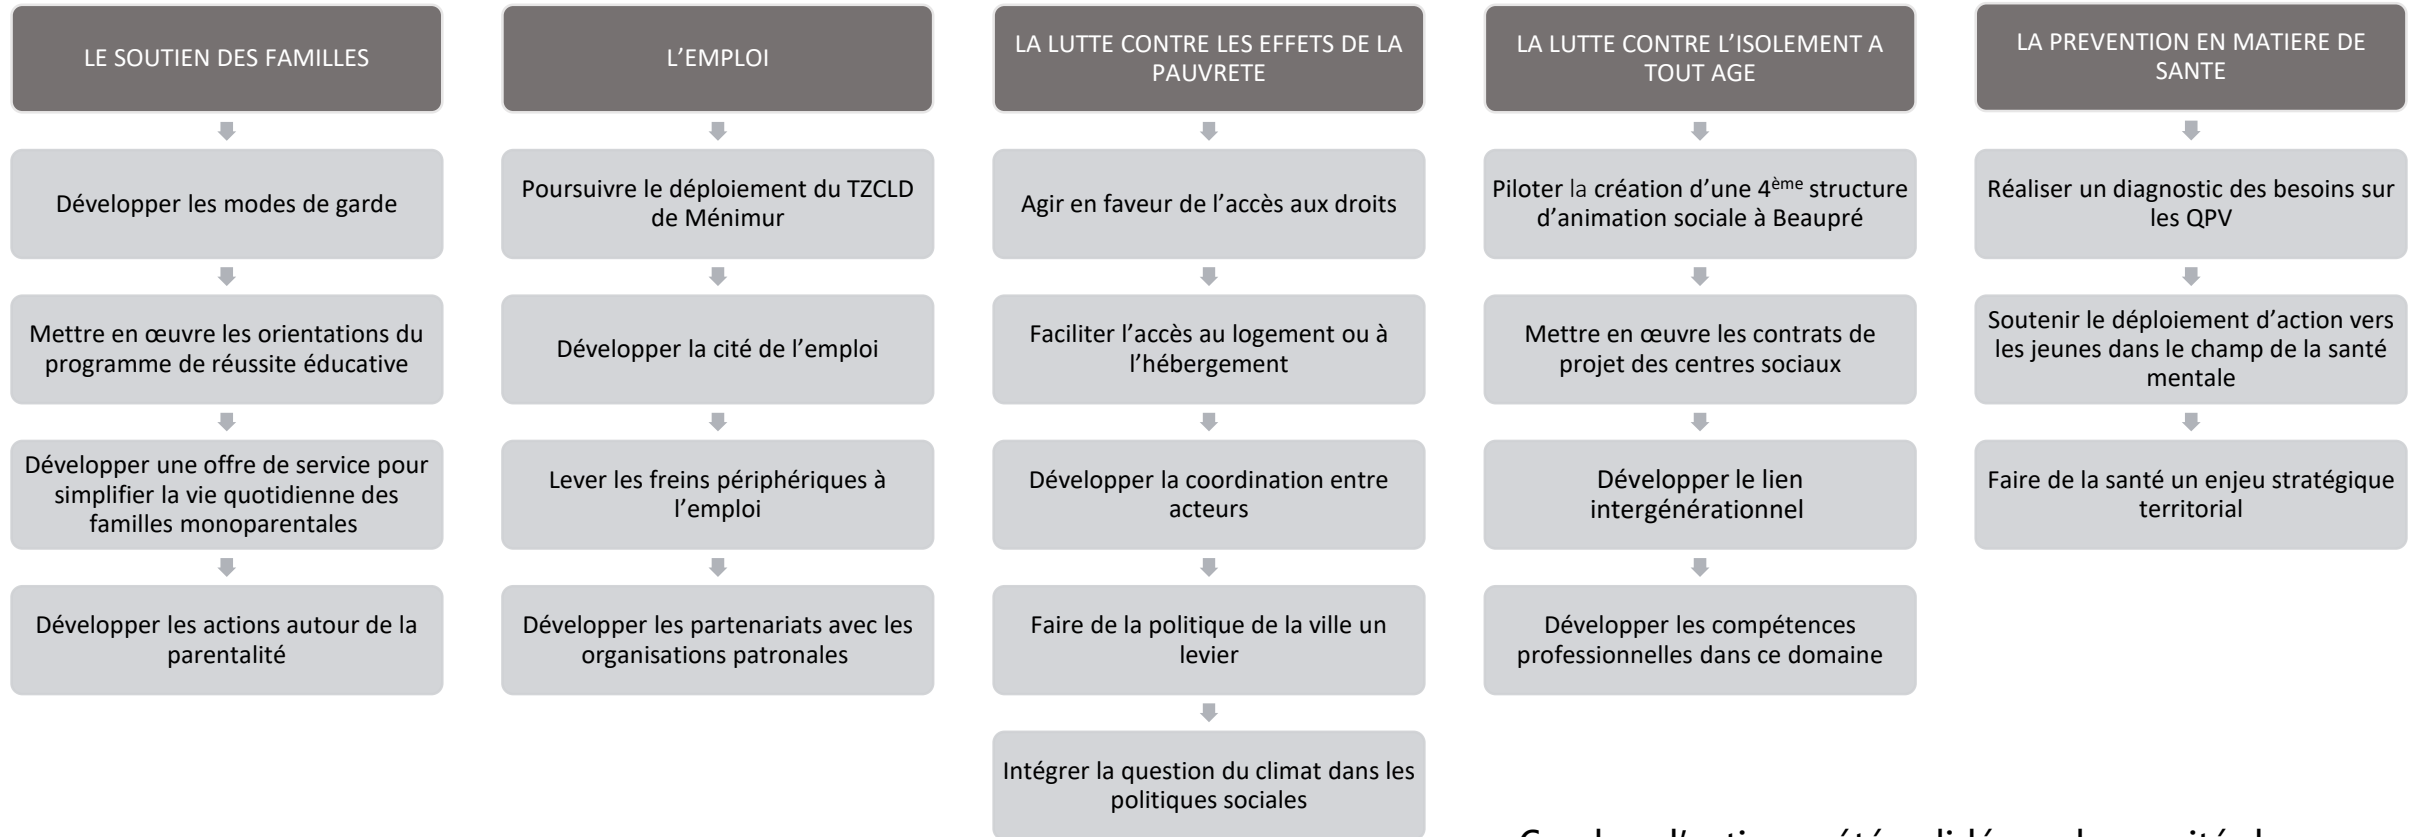 LE SOUTIEN DES FAMILLES
Développer les modes de garde
Mettre en œuvre les orientations du
programme de réussite éducative
Développer une offre de service pour
simplifier la vie quotidienne des
familles monoparentales
Développer les actions autour de la
parentalité
L’EMPLOI
Poursuivre le déploiement du TZCLD
de Ménimur
Développer la cité de l’emploi
Lever les freins périphériques à
l’emploi
Développer les partenariats avec les
organisations patronales
LA LUTTE CONTRE LES EFFETS DE LA
PAUVRETE
Agir en faveur de l’accès aux droits
Faciliter l’accès au logement ou à
l’hébergement
Développer la coordination entre
acteurs
Faire de la politique de la ville un
levier
Intégrer la question du climat dans les
politiques sociales
LA LUTTE CONTRE L’ISOLEMENT A
TOUT AGE
Piloter la création d’une 4ème structure
d’animation sociale à Beaupré
Mettre en œuvre les contrats de
projet des centres sociaux
Développer le lien
intergénérationnel
Développer les compétences
professionnelles dans ce domaine
LA PREVENTION EN MATIERE DE
SANTE
Réaliser un diagnostic des besoins sur
les QPV
Soutenir le déploiement d’action vers
les jeunes dans le champ de la santé
mentale
Faire de la santé un enjeu stratégique
territorial